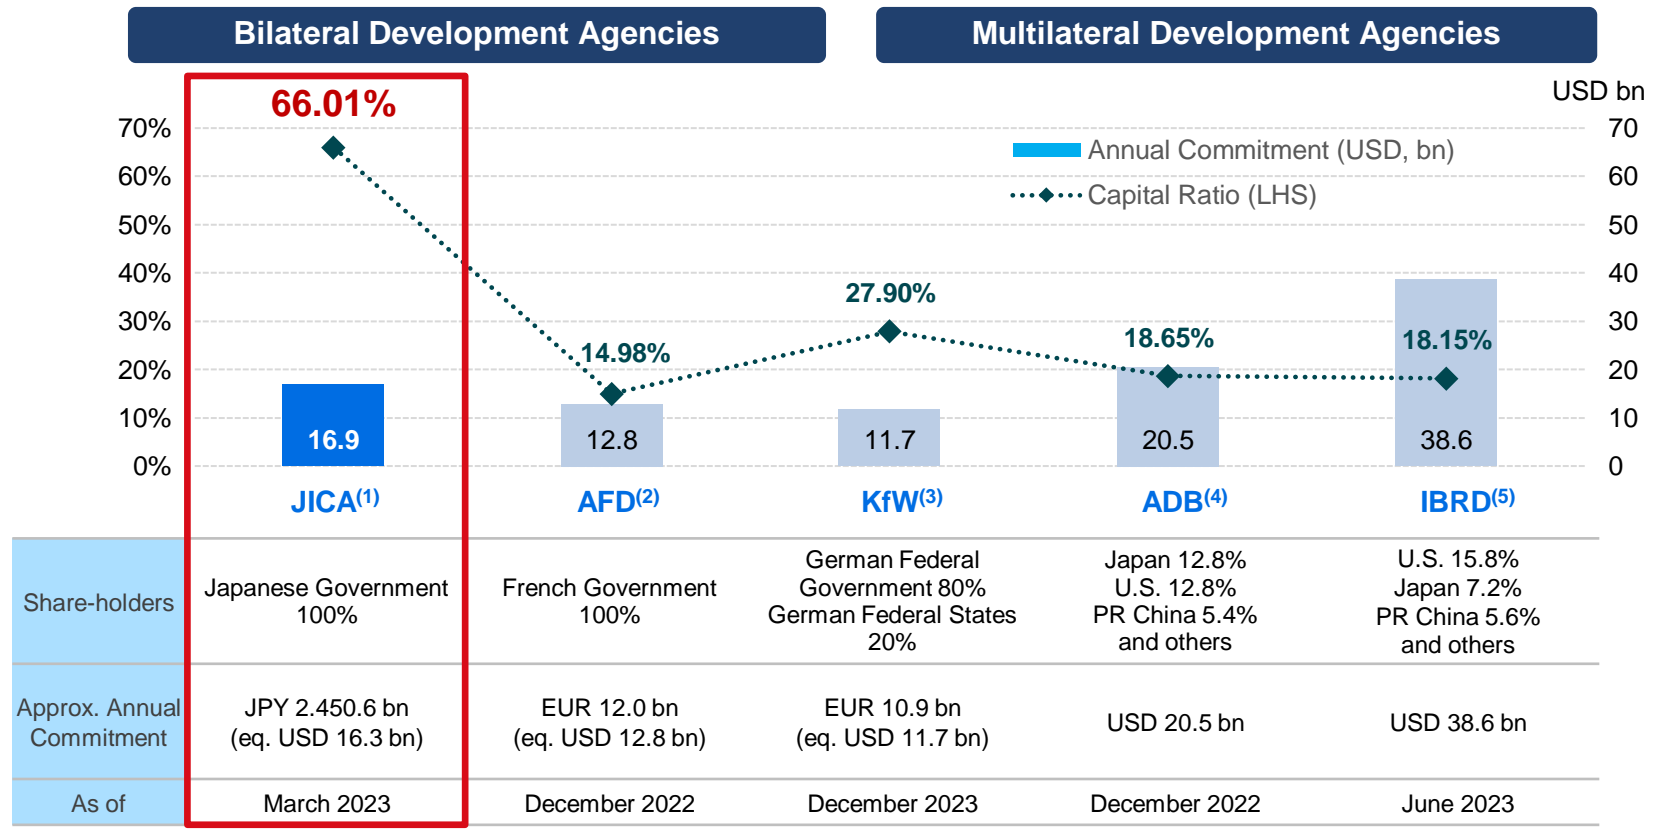 Bilateral Development Agencies
Multilateral Development Agencies
66.01%
USD bn
70%
60%
50%
40%
30%
20%
10%
0%
70
60
50
40
30
20
10
0
Annual Commitment (USD, bn)
Capital Ratio (LHS)
14.98%
27.90%
18.65%
18.15%
16.9
12.8
11.7
20.5
38.6
JICA(1)
AFD(2)
KfW(3)
ADB(4)
IBRD(5)
Share-holders
Japanese Government
100%
French Government
100%
German Federal
Government 80%
German Federal States
20%
Japan 12.8%
U.S. 12.8%
PR China 5.4%
and others
U.S. 15.8%
Japan 7.2%
PR China 5.6%
and others
Approx. Annual
Commitment
JPY 2.450.6 bn
(eq. USD 16.3 bn)
EUR 12.0 bn
(eq. USD 12.8 bn)
EUR 10.9 bn
(eq. USD 11.7 bn)
USD 20.5 bn
USD 38.6 bn
As of
March 2023
December 2022
December 2023
December 2022
June 2023